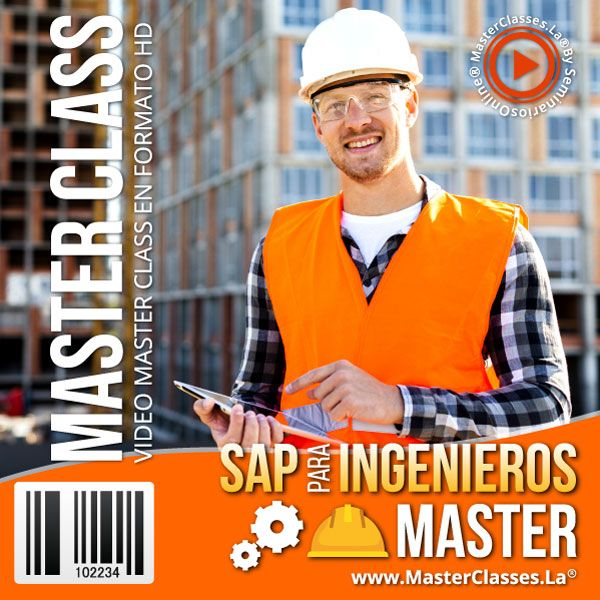 MASTER CLASS
VIDEO MASTER CLASS EN FORMATO HD
MasterClasses.La® By SeminariosOnline®
SAP PARA INGENIEROS
MASTER
102234
www.MasterClasses.La®